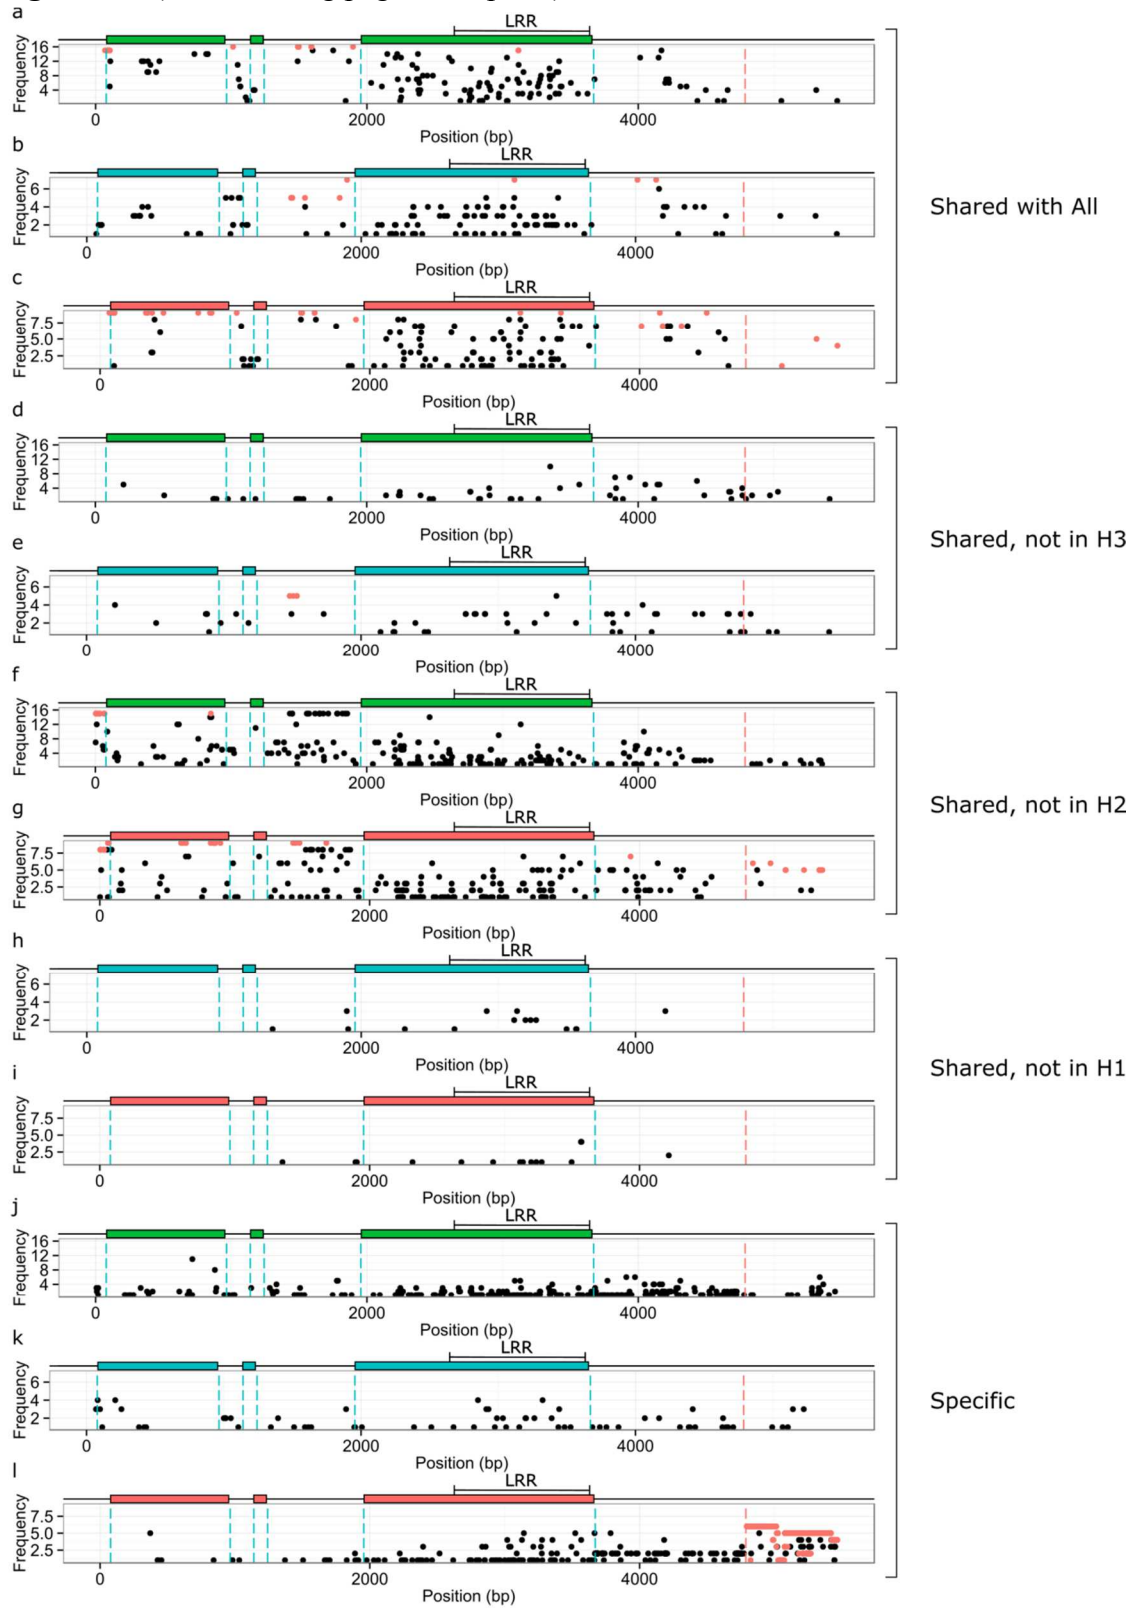 a
LRR
Frequency
16
12
8
4
0 2000 4000
Position (bp)
b
LRR
Frequency
6
4
2
0 2000 4000
Position (bp)
Shared with All
c
LRR
Frequency
7.5
5.0
2.5
0 2000 4000
Position (bp)
d
LRR
Frequency
16
12
8
4
0 2000 4000
Position (bp)
Shared, not in H3
e
LRR
Frequency
6
4
2
0 2000 4000
Position (bp)
f
LRR
Frequency
16
12
8
4
0 2000 4000
Position (bp)
Shared, not in H2
g
LRR
Frequency
7.5
5.0
2.5
0 2000 4000
Position (bp)
h
LRR
Frequency
6
4
2
0 2000 4000
Position (bp)
Shared, not in H1
i
LRR
Frequency
7.5
5.0
2.5
0 2000 4000
Position (bp)
j
LRR
Frequency
16
12
8
4
0 2000 4000
Position (bp)
k
LRR
Frequency
6
4
2
0 2000 4000
Position (bp)
Specific
l
LRR
Frequency
7.5
5.0
2.5
0 2000 4000
Position (bp)